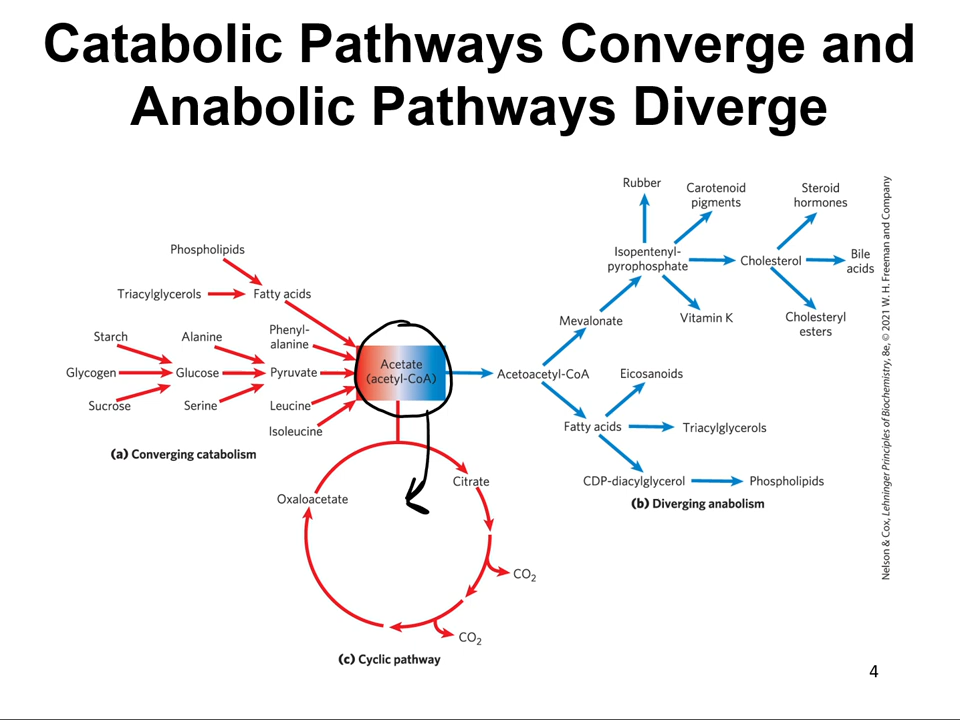 Catabolic Pathways Converge and
Anabolic Pathways Diverge
Phospholipids
Triacylglycerols
Fatty acids
Starch
Alanine
Phenyl-
alanine
Glycogen
Glucose
Pyruvate
Acetate
(acetyl-CoA)
Sucrose
Serine
Leucine
Isoleucine
(a) Converging catabolism
Rubber
Carotenoid
pigments
Steroid
hormones
Isopentenyl-
pyrophosphate
Cholesterol
Bile
acids
Mevalonate
Vitamin K
Cholesteryl
esters
Acetoacetyl-CoA
Eicosanoids
Fatty acids
Triacylglycerols
CDP-diacylglycerol
Phospholipids
(b) Diverging anabolism
Oxaloacetate
Citrate
CO2
CO2
(c) Cyclic pathway
Nelson & Cox, Lehninger Principles of Biochemistry, 8e, © 2021 W. H. Freeman and Company
4